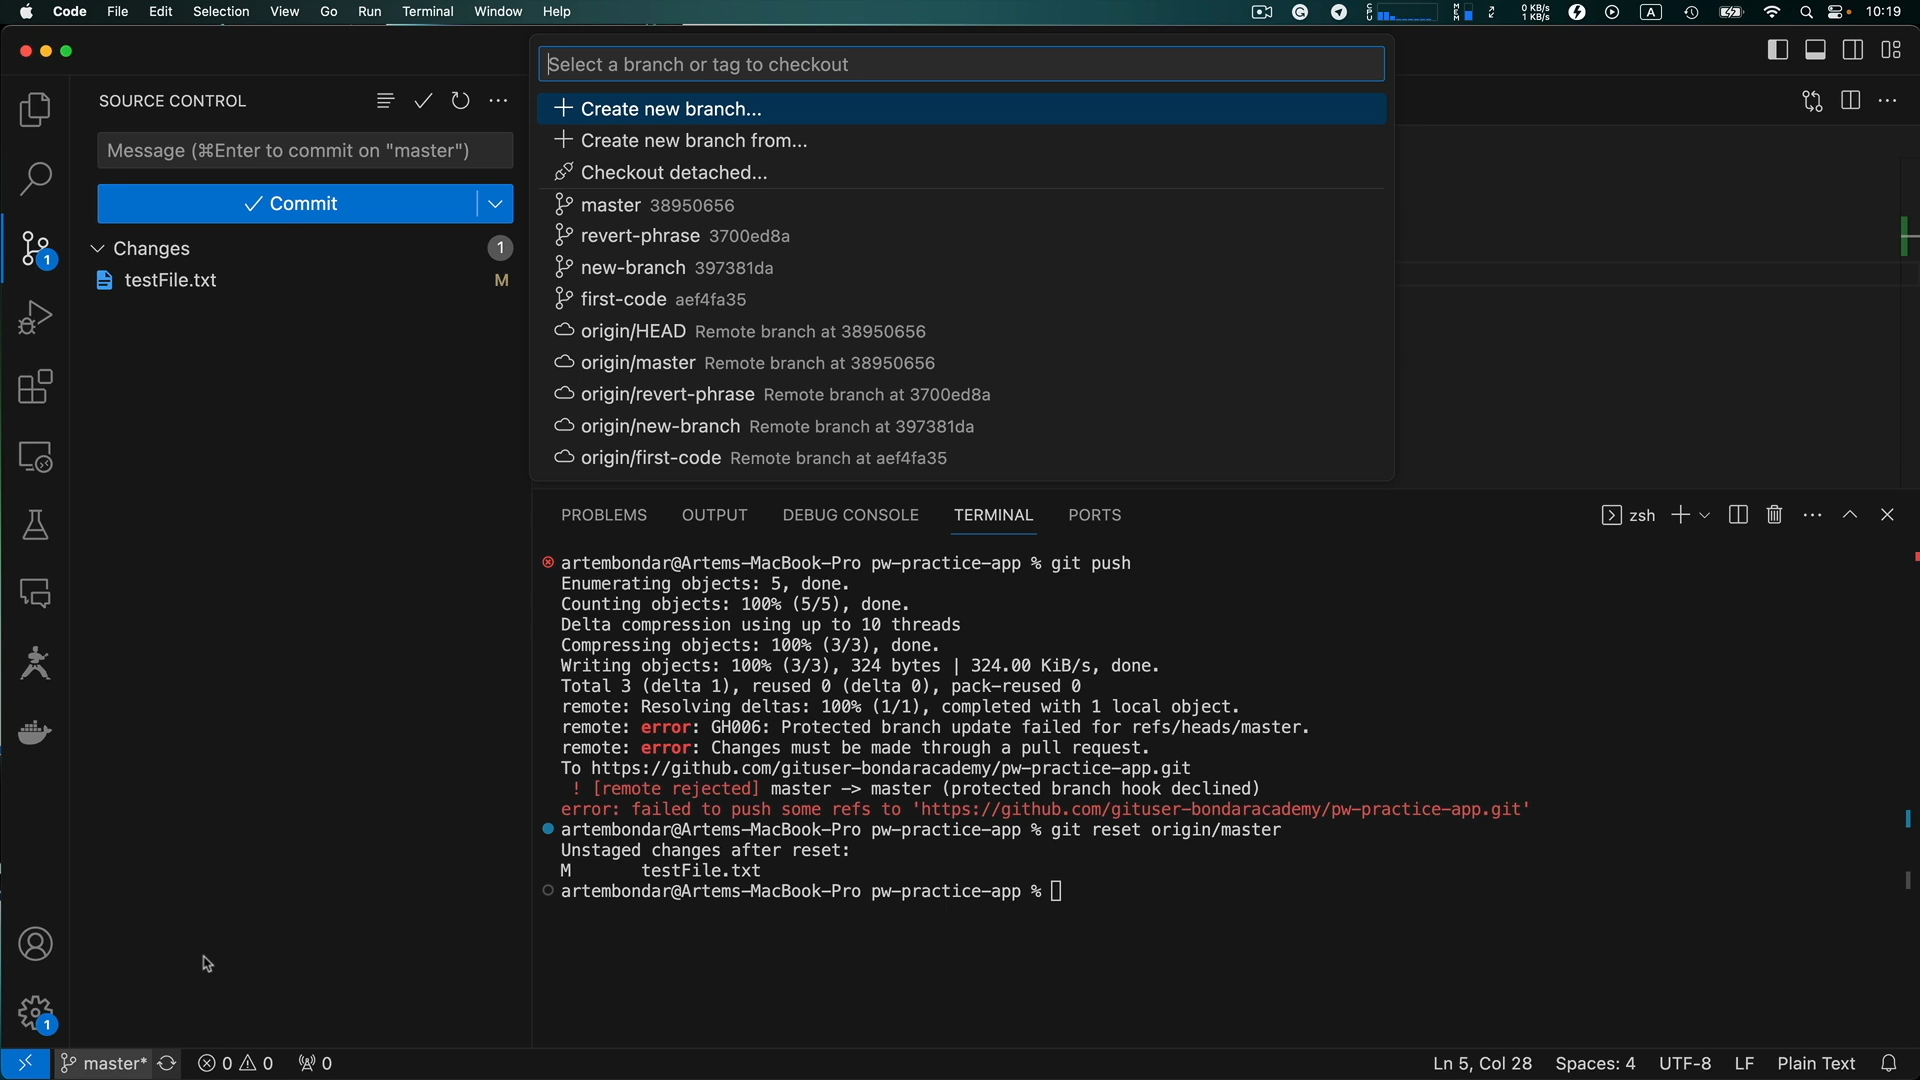 Code File Edit Selection View Go Run Terminal Window Help 0 KB/s 1 KB/s A 10:19
Select a branch or tag to checkout
SOURCE CONTROL
Create new branch...
Message (⌘Enter to commit on "master")
Create new branch from...
Checkout detached...
Commit
master 38950656
revert-phrase 3700ed8a
Changes 1
new-branch 397381da
testFile.txt M
first-code aef4fa35
origin/HEAD Remote branch at 38950656
origin/master Remote branch at 38950656
origin/revert-phrase Remote branch at 3700ed8a
origin/new-branch Remote branch at 397381da
origin/first-code Remote branch at aef4fa35
PROBLEMS OUTPUT DEBUG CONSOLE TERMINAL PORTS zsh
artembondar@Artems-MacBook-Pro pw-practice-app % git push
Enumerating objects: 5, done.
Counting objects: 100% (5/5), done.
Delta compression using up to 10 threads
Compressing objects: 100% (3/3), done.
Writing objects: 100% (3/3), 324 bytes | 324.00 KiB/s, done.
Total 3 (delta 1), reused 0 (delta 0), pack-reused 0
remote: Resolving deltas: 100% (1/1), completed with 1 local object.
remote: error: GH006: Protected branch update failed for refs/heads/master.
remote: error: Changes must be made through a pull request.
To https://github.com/gituser-bondaracademy/pw-practice-app.git
! [remote rejected] master -> master (protected branch hook declined)
error: failed to push some refs to 'https://github.com/gituser-bondaracademy/pw-practice-app.git'
artembondar@Artems-MacBook-Pro pw-practice-app % git reset origin/master
Unstaged changes after reset:
M testFile.txt
artembondar@Artems-MacBook-Pro pw-practice-app %
1
1
master* 0 0 0 Ln 5, Col 28 Spaces: 4 UTF-8 LF Plain Text